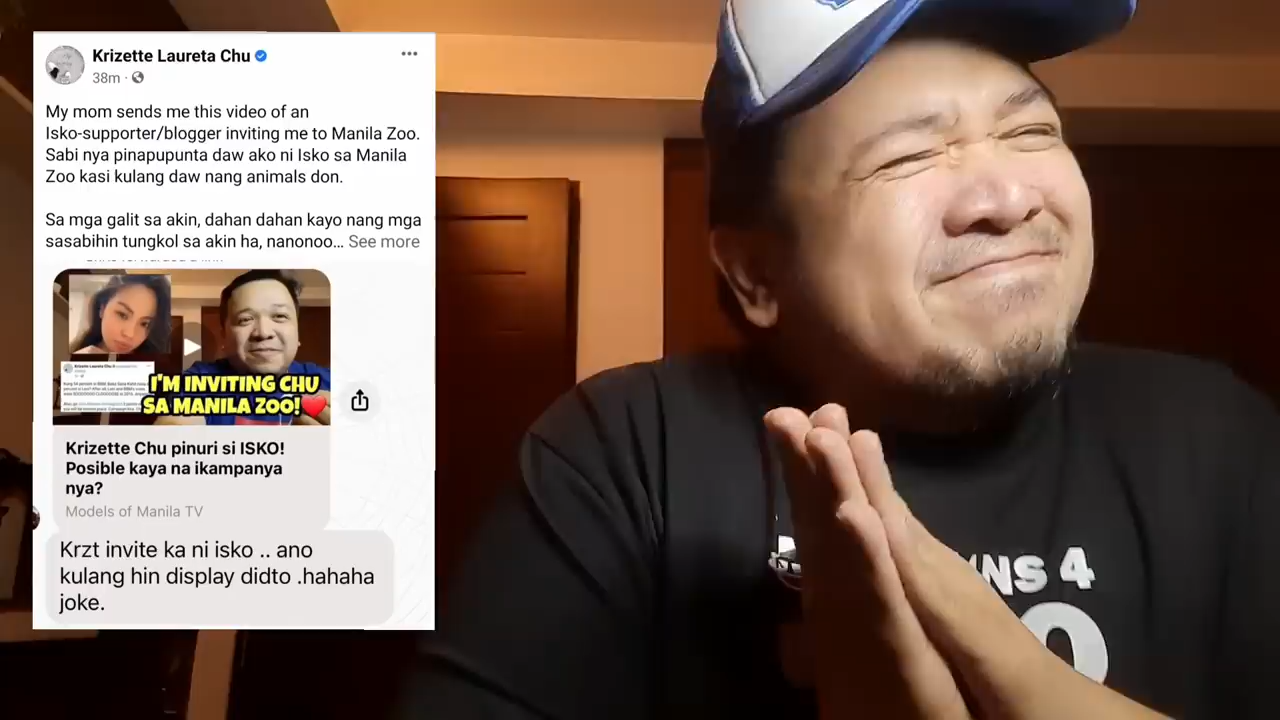 Krizette Laureta Chu
38m
My mom sends me this video of an
Isko-supporter/blogger inviting me to Manila Zoo.
Sabi nya pinapupunta daw ako ni Isko sa Manila
Zoo kasi kulang daw nang animals don.
Sa mga galit sa akin, dahan dahan kayo nang mga
sasabihin tungkol sa akin ha, nanonoo... See more
I'M INVITING CHU
SA MANILA ZOO!
Krizette Chu pinuri si ISKO!
Posible kaya na ikampanya
nya?
Models of Manila TV
Krzt invite ka ni isko .. ano
kulang hin display didto .hahaha
joke.
NS 4
O